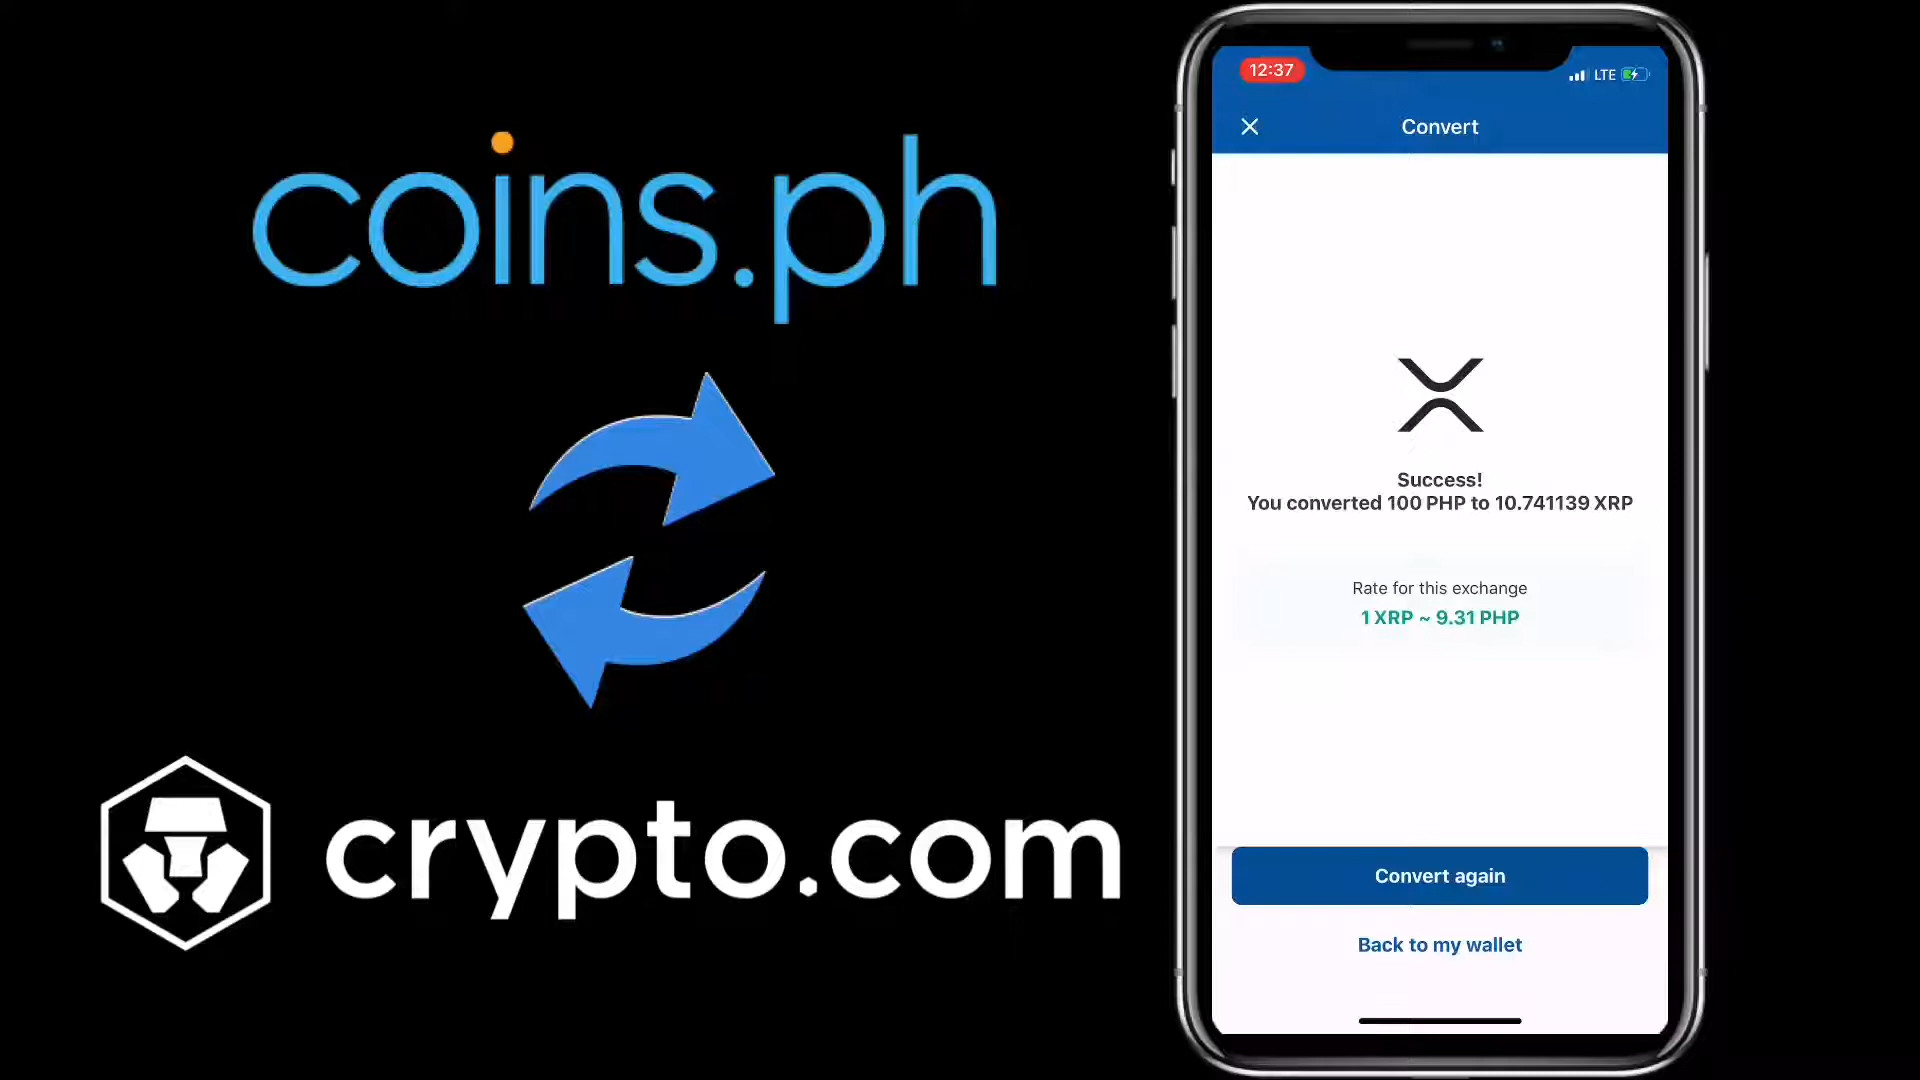 coins.ph
crypto.com
12:37
LTE
Convert
Success!
You converted 100 PHP to 10.741139 XRP
Rate for this exchange
1 XRP ~ 9.31 PHP
Convert again
Back to my wallet